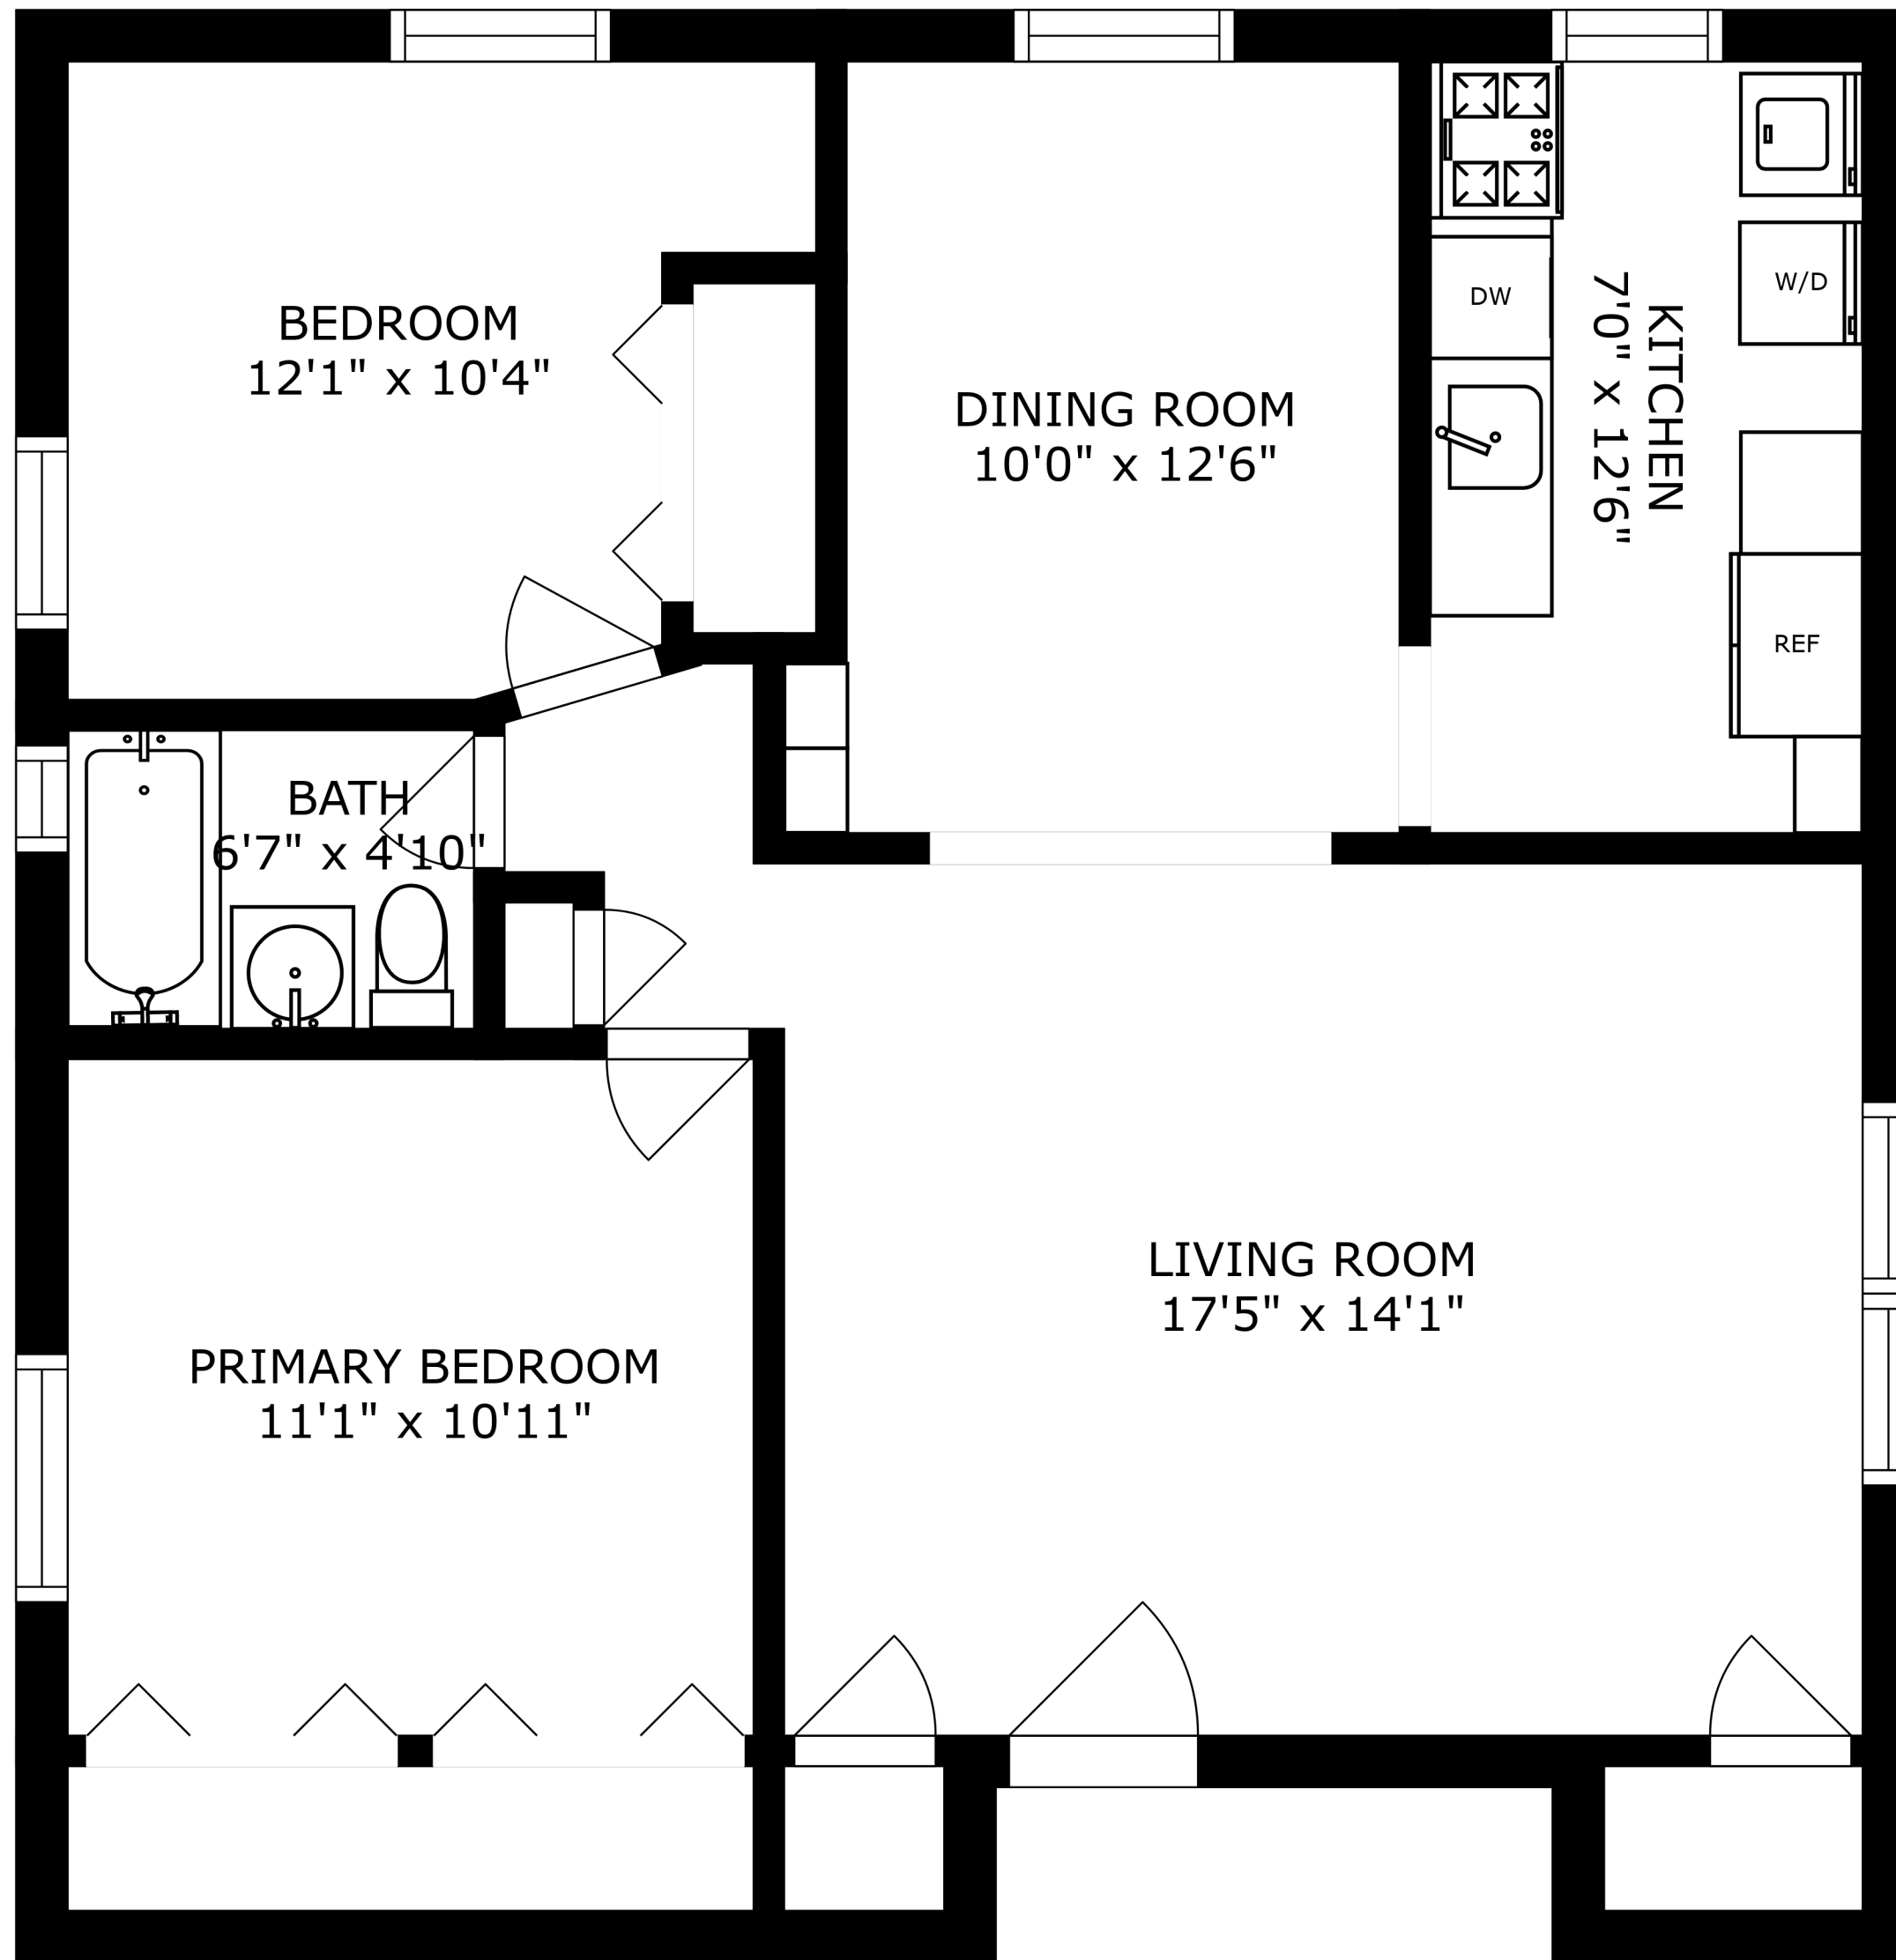 BEDROOM
12'1" x 10'4"
DINING ROOM
10'0" x 12'6"
KITCHEN
7'0" x 12'6"
DW
W/D
REF
BATH
6'7" x 4'10"
LIVING ROOM
17'5" x 14'1"
PRIMARY BEDROOM
11'1" x 10'11"